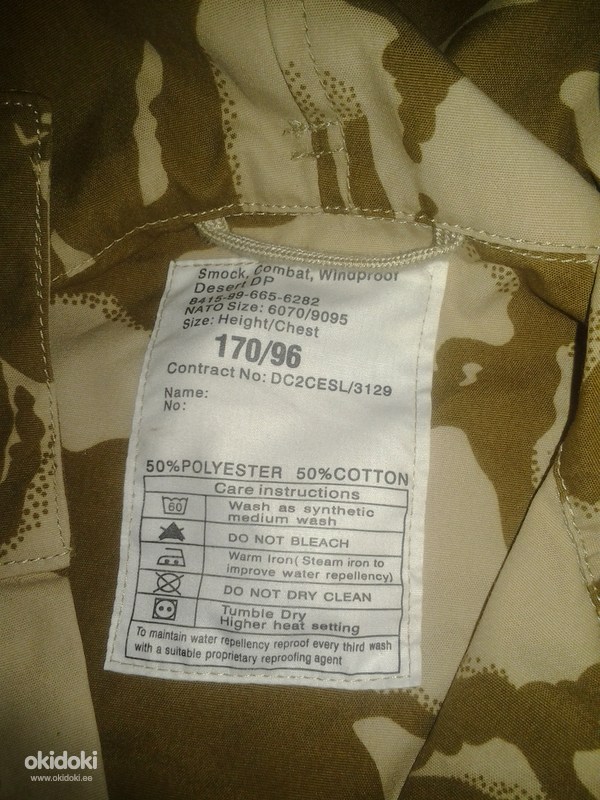 Smock, Combat, Windproof
Desert DP
8415-99-665-6282
NATO Size: 6070/9095
Size: Height/Chest
170/96
Contract No: DC2CESL/3129
Name:
No:
50%POLYESTER 50%COTTON
Care instructions
60
Wash as synthetic
medium wash
DO NOT BLEACH
Warm Iron( Steam iron to
improve water repellency)
DO NOT DRY CLEAN
Tumble Dry
Higher heat setting
To maintain water repellency reproof every third wash
with a suitable proprietary reproofing agent
okidoki
www.okidoki.ee